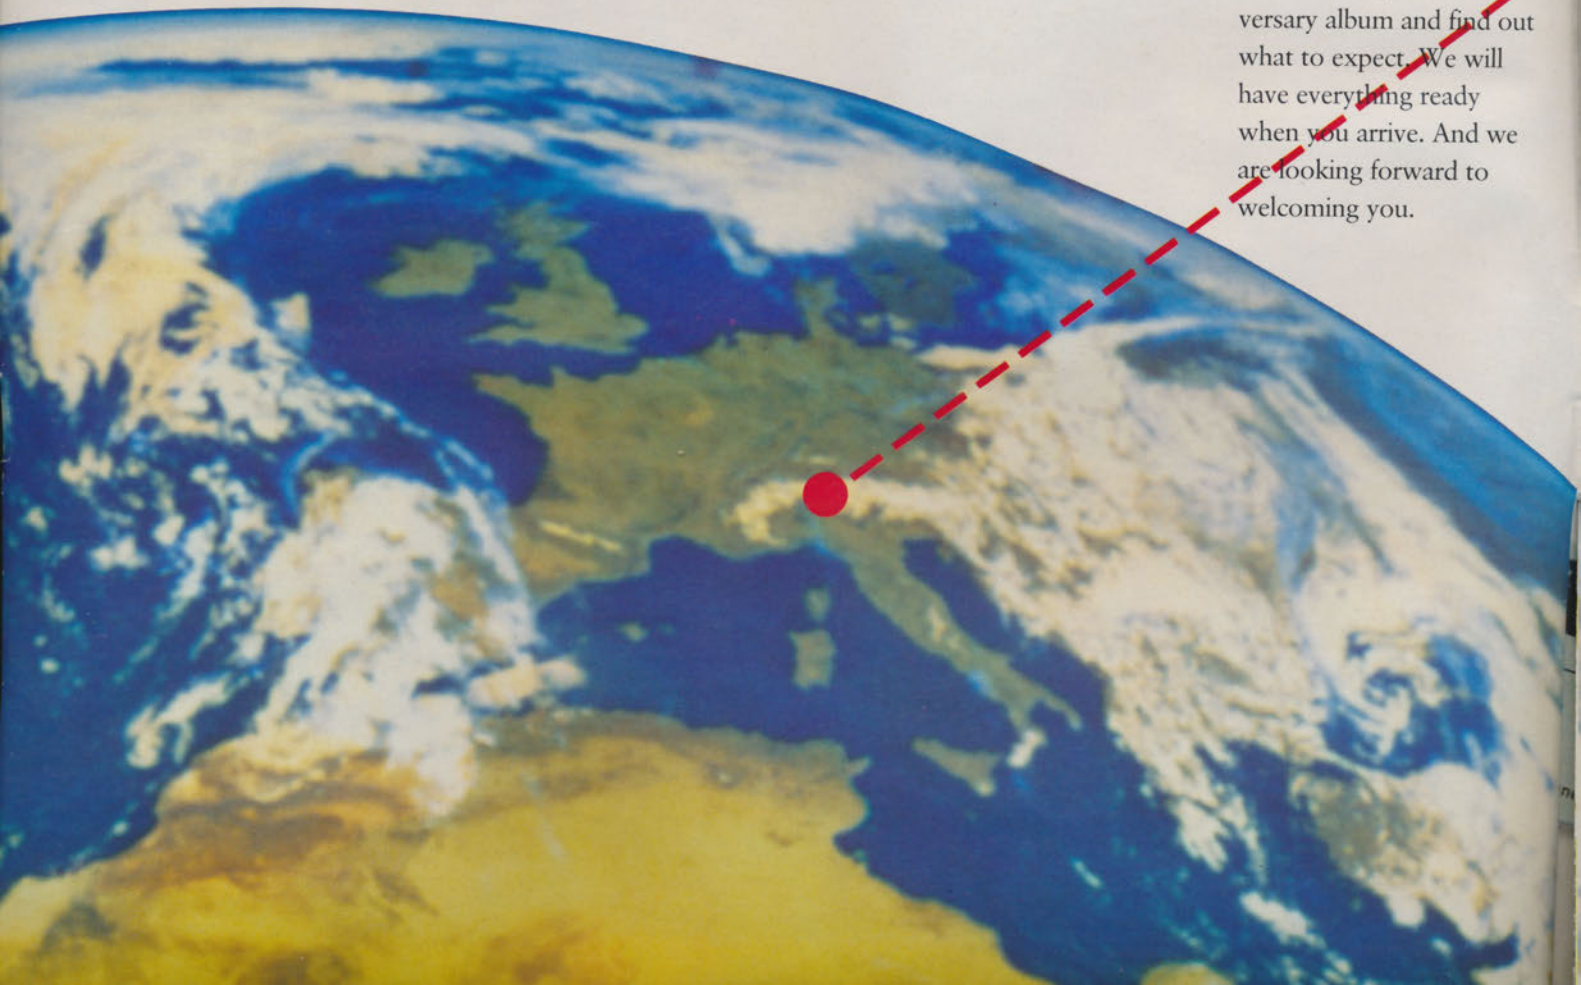 versary album and find out
what to expect. We will
have everything ready
when you arrive. And we
are looking forward to
welcoming you.